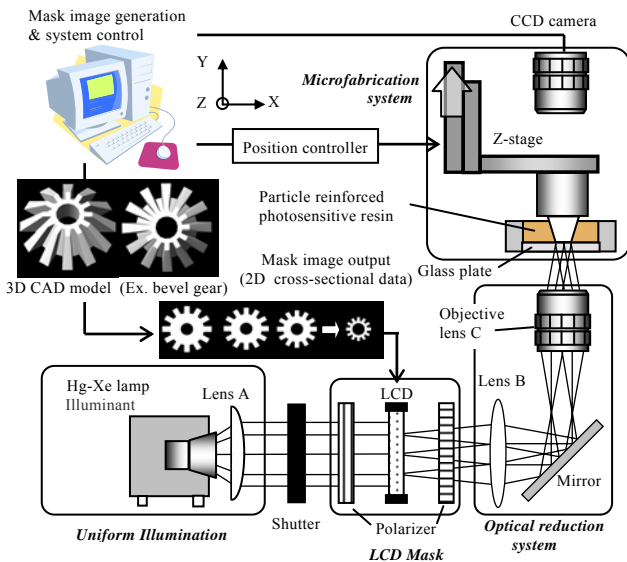 Mask image generation
& system control
CCD camera
Y
Z
X
Microfabrication
system
Z-stage
Position controller
Particle reinforced
photosensitive resin
Glass plate
3D CAD model
(Ex. bevel gear)
Mask image output
(2D cross-sectional data)
Objective
lens C
Hg-Xe lamp
Illuminant
Lens A
LCD
Lens B
Mirror
Shutter
Polarizer
Uniform Illumination
LCD Mask
Optical reduction
system